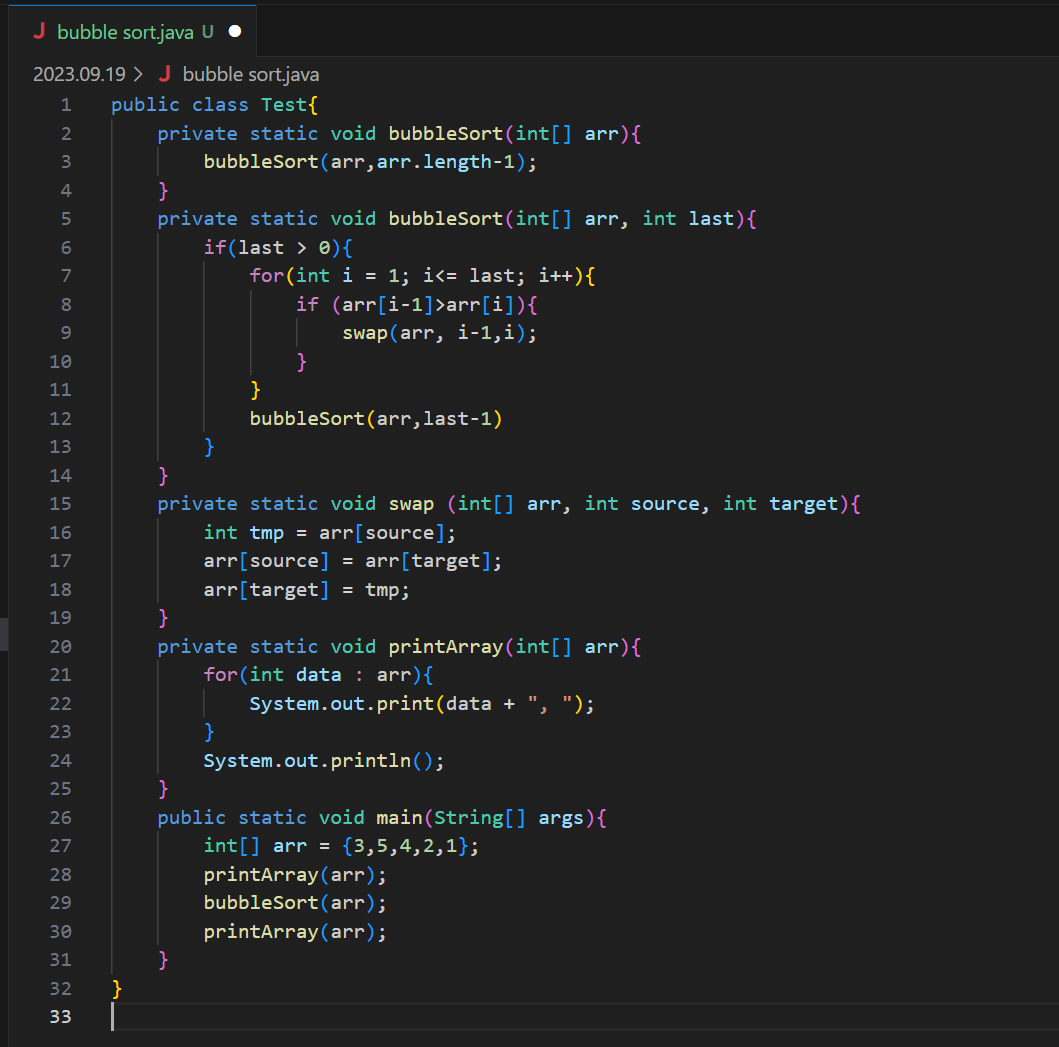 J bubble sort.java U
2023.09.19 > J bubble sort.java
1 public class Test{
2     private static void bubbleSort(int[] arr){
3         bubbleSort(arr,arr.length-1);
4     }
5     private static void bubbleSort(int[] arr, int last){
6         if(last > 0){
7             for(int i = 1; i<= last; i++){
8                 if (arr[i-1]>arr[i]){
9                     swap(arr, i-1,i);
10                 }
11             }
12             bubbleSort(arr,last-1)
13         }
14     }
15     private static void swap (int[] arr, int source, int target){
16         int tmp = arr[source];
17         arr[source] = arr[target];
18         arr[target] = tmp;
19     }
20     private static void printArray(int[] arr){
21         for(int data : arr){
22             System.out.print(data + ", ");
23         }
24         System.out.println();
25     }
26     public static void main(String[] args){
27         int[] arr = {3,5,4,2,1};
28         printArray(arr);
29         bubbleSort(arr);
30         printArray(arr);
31     }
32 }
33